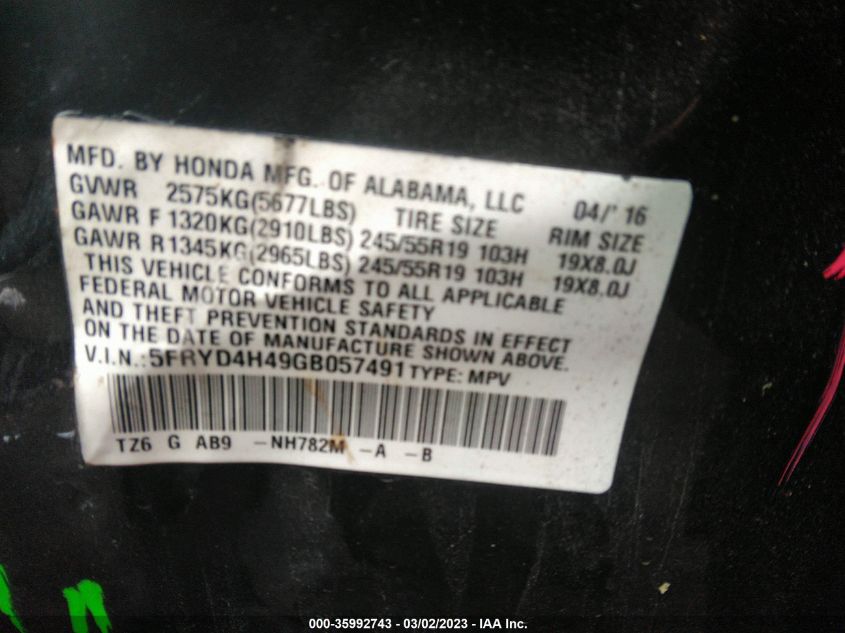 MFD. BY HONDA MFG. OF ALABAMA, LLC 04/'16
GVWR 2575KG(5677LBS) TIRE SIZE RIM SIZE
GAWR F 1320KG(2910LBS) 245/55R19 103H 19X8.0J
GAWR R1345KG(2965LBS) 245/55R19 103H 19X8.0J
THIS VEHICLE CONFORMS TO ALL APPLICABLE
FEDERAL MOTOR VEHICLE SAFETY
AND THEFT PREVENTION STANDARDS IN EFFECT
ON THE DATE OF MANUFACTURE SHOWN ABOVE.
V.I.N.:5FRYD4H49GB057491 TYPE: MPV
TZ6 G AB9 -NH782M -A -B
000-35992743 - 03/02/2023 - IAA Inc.